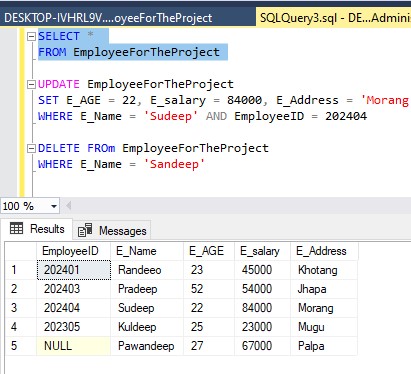 DESKTOP-IVHRL9V....oyeeForTheProject SQLQuery3.sql - DE...Admini
SELECT *
FROM EmployeeForTheProject
UPDATE EmployeeForTheProject
SET E_AGE = 22, E_salary = 84000, E_Address = 'Morang
WHERE E_Name = 'Sudeep' AND EmployeeID = 202404
DELETE FROm EmployeeForTheProject
WHERE E_Name = 'Sandeep'
100 %
Results Messages
EmployeeID E_Name E_AGE E_salary E_Address
1 202401 Randeeo 23 45000 Khotang
2 202403 Pradeep 52 54000 Jhapa
3 202404 Sudeep 22 84000 Morang
4 202305 Kuldeep 25 23000 Mugu
5 NULL Pawandeep 27 67000 Palpa